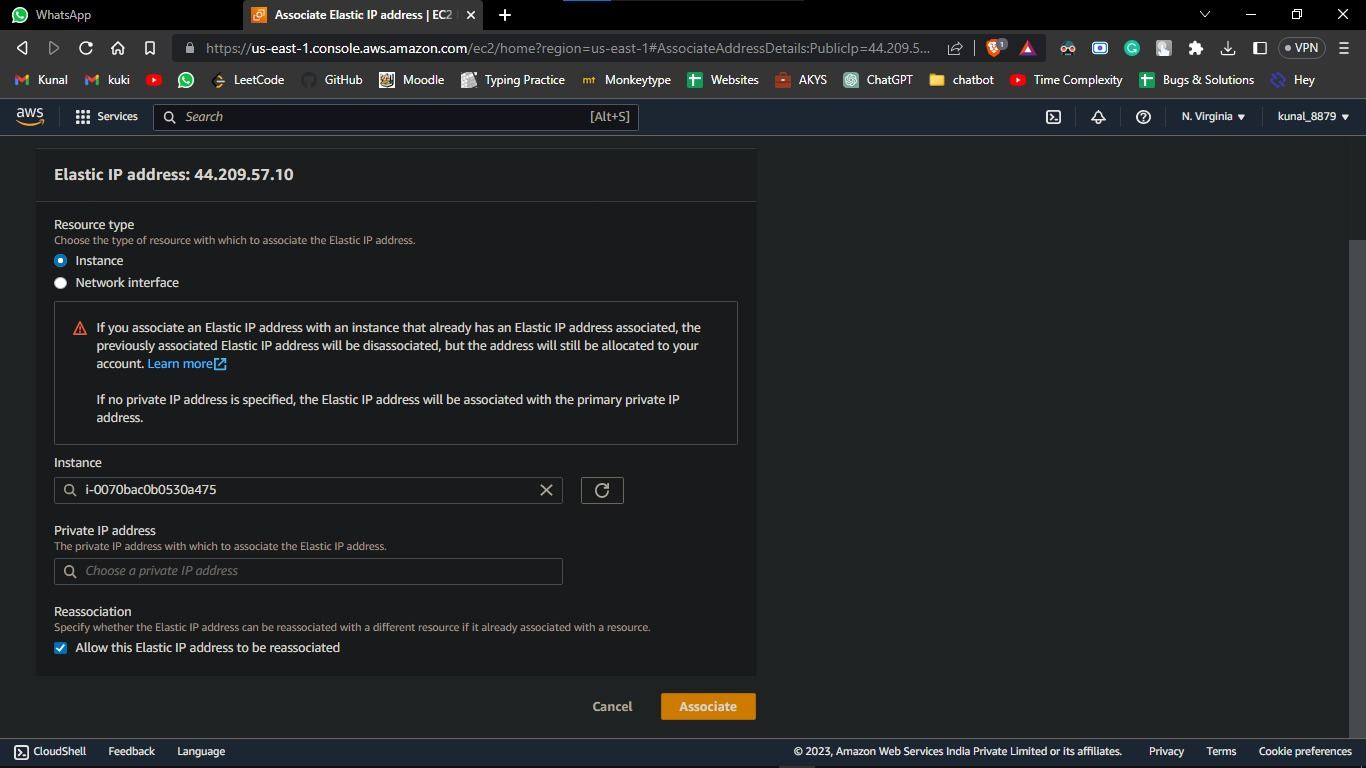 WhatsApp
Associate Elastic IP address | EC2
https://us-east-1.console.aws.amazon.com/ec2/home?region=us-east-1#AssociateAddressDetails:PublicIp=44.209.5...
1
VPN
Kunal
kuki
LeetCode
GitHub
Moodle
Typing Practice
mt Monkeytype
Websites
AKYS
ChatGPT
chatbot
Time Complexity
Bugs & Solutions
Hey
aws
Services
Search
[Alt+S]
N. Virginia
kunal_8879
Elastic IP address: 44.209.57.10
Resource type
Choose the type of resource with which to associate the Elastic IP address.
Instance
Network interface
If you associate an Elastic IP address with an instance that already has an Elastic IP address associated, the
previously associated Elastic IP address will be disassociated, but the address will still be allocated to your
account. Learn more
If no private IP address is specified, the Elastic IP address will be associated with the primary private IP
address.
Instance
i-0070bac0b0530a475
Private IP address
The private IP address with which to associate the Elastic IP address.
Choose a private IP address
Reassociation
Specify whether the Elastic IP address can be reassociated with a different resource if it already associated with a resource.
Allow this Elastic IP address to be reassociated
Cancel
Associate
CloudShell
Feedback
Language
© 2023, Amazon Web Services India Private Limited or its affiliates.
Privacy
Terms
Cookie preferences